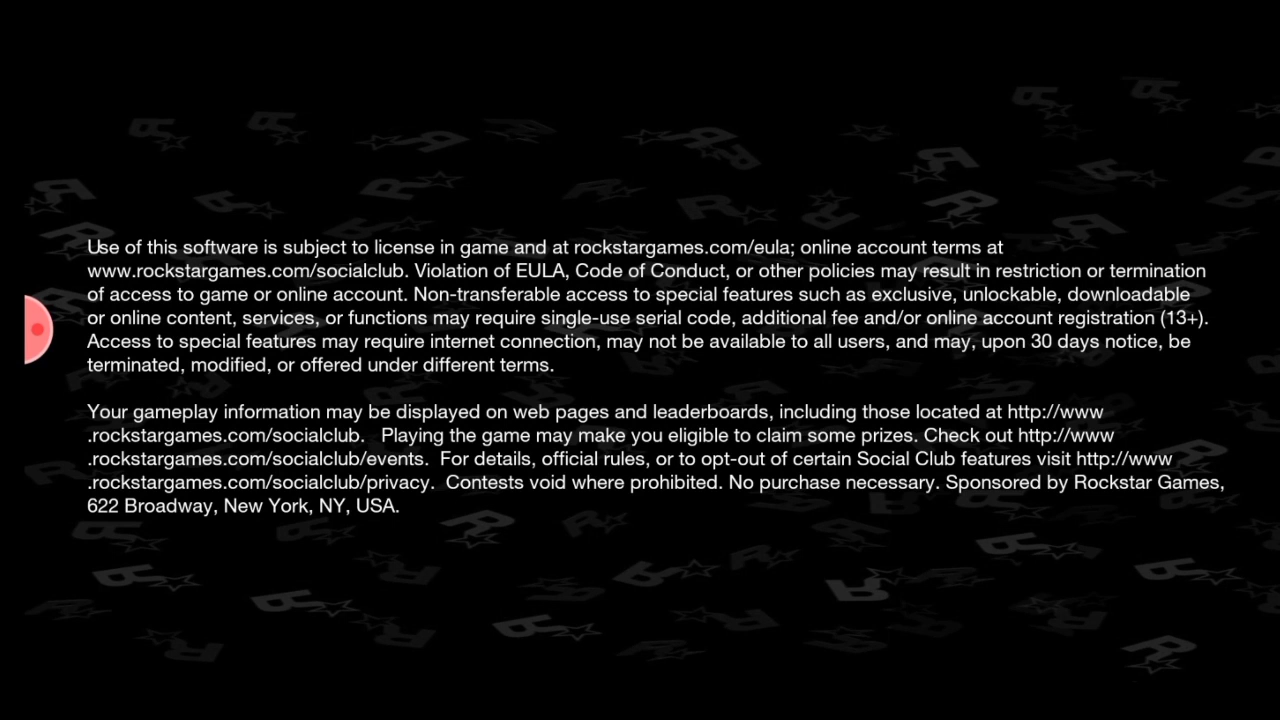 Use of this software is subject to license in game and at rockstargames.com/eula; online account terms at
www.rockstargames.com/socialclub. Violation of EULA, Code of Conduct, or other policies may result in restriction or termination
of access to game or online account. Non-transferable access to special features such as exclusive, unlockable, downloadable
or online content, services, or functions may require single-use serial code, additional fee and/or online account registration (13+).
Access to special features may require internet connection, may not be available to all users, and may, upon 30 days notice, be
terminated, modified, or offered under different terms.
Your gameplay information may be displayed on web pages and leaderboards, including those located at http://www
.rockstargames.com/socialclub.   Playing the game may make you eligible to claim some prizes. Check out http://www
.rockstargames.com/socialclub/events.  For details, official rules, or to opt-out of certain Social Club features visit http://www
.rockstargames.com/socialclub/privacy.  Contests void where prohibited. No purchase necessary. Sponsored by Rockstar Games,
622 Broadway, New York, NY, USA.